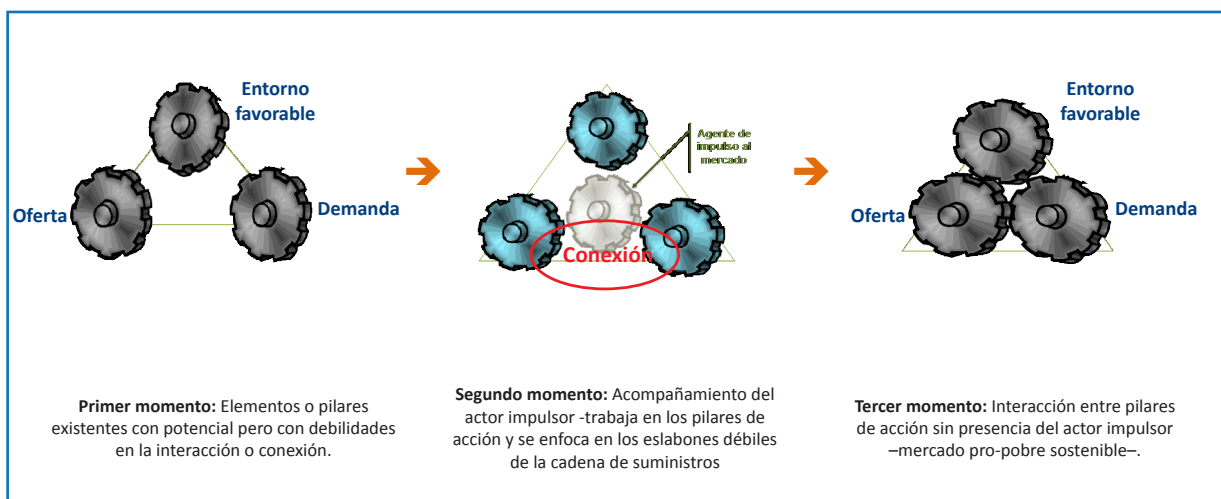 Entorno
favorable
Oferta
Demanda
Agente de
impulso al
mercado
Conexión
Entorno
favorable
Oferta
Demanda
Primer momento: Elementos o pilares
existentes con potencial pero con debilidades
en la interacción o conexión.
Segundo momento: Acompañamiento del
actor impulsor -trabaja en los pilares de
acción y se enfoca en los eslabones débiles
de la cadena de suministros
Tercer momento: Interacción entre pilares
de acción sin presencia del actor impulsor
–mercado pro-pobre sostenible–.